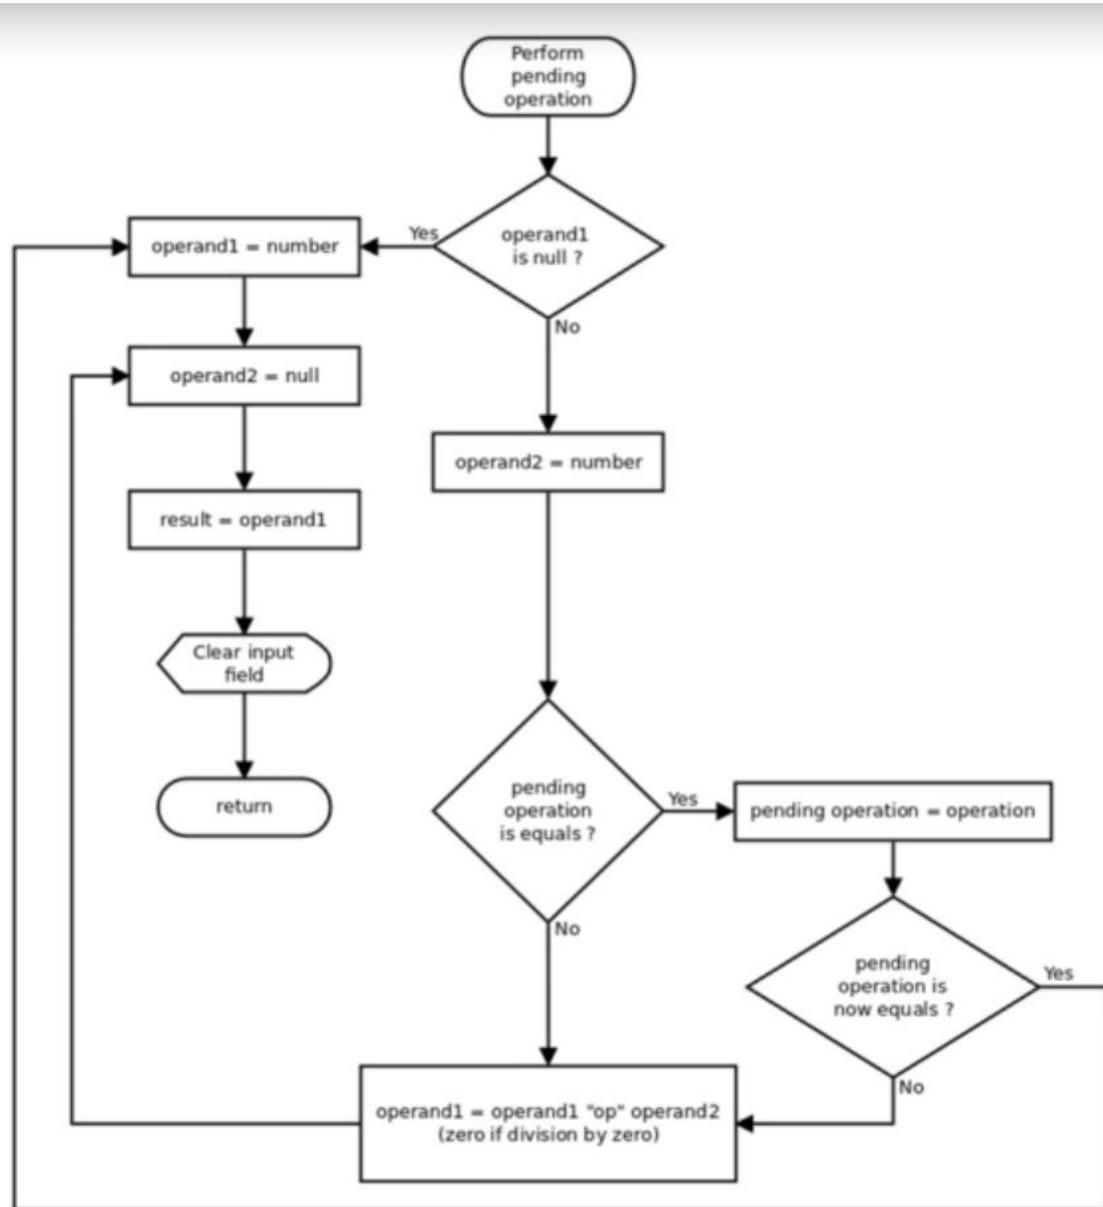 Perform
pending
operation
operand1
is null ?
Yes
No
operand1 = number
operand2 = null
result = operand1
Clear input
field
return
operand2 = number
pending
operation
is equals ?
Yes
No
pending operation = operation
pending
operation is
now equals ?
Yes
No
operand1 = operand1 "op" operand2
(zero if division by zero)